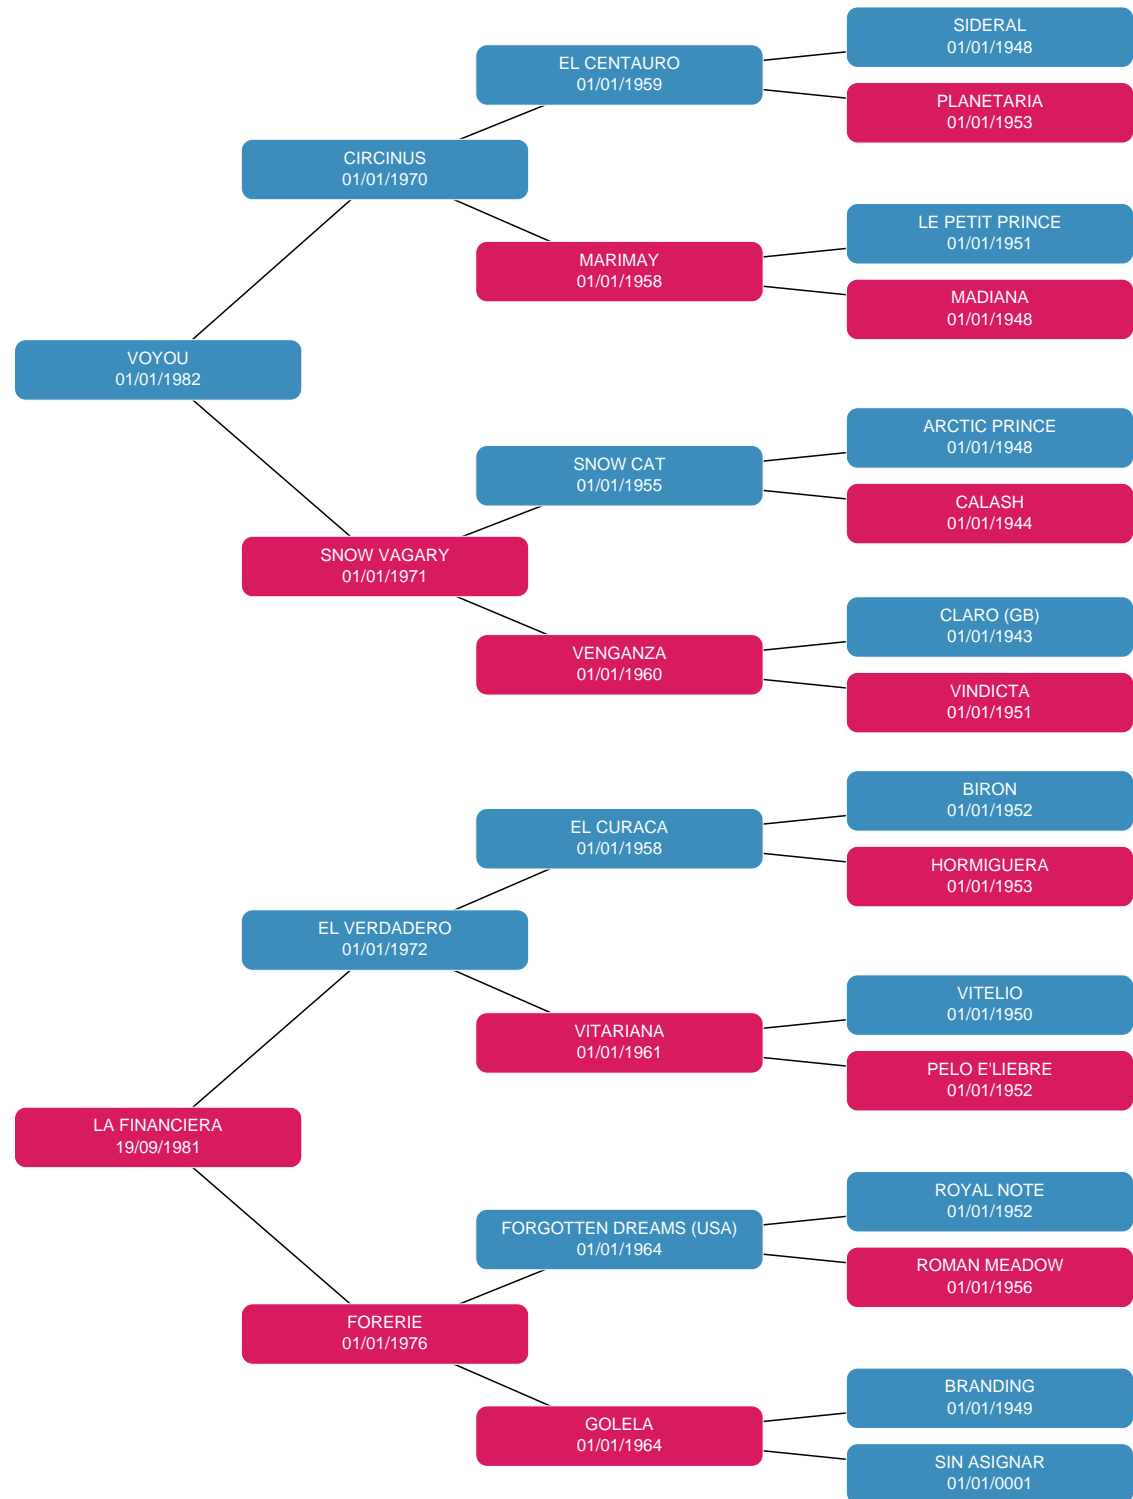 SIDERAL
01/01/1948
EL CENTAURO
01/01/1959
PLANETARIA
01/01/1953
CIRCINUS
01/01/1970
LE PETIT PRINCE
01/01/1951
MARIMAY
01/01/1958
MADIANA
01/01/1948
VOYOU
01/01/1982
ARCTIC PRINCE
01/01/1948
SNOW CAT
01/01/1955
CALASH
01/01/1944
SNOW VAGARY
01/01/1971
CLARO (GB)
01/01/1943
VENGANZA
01/01/1960
VINDICTA
01/01/1951
BIRON
01/01/1952
EL CURACA
01/01/1958
HORMIGUERA
01/01/1953
EL VERDADERO
01/01/1972
VITELIO
01/01/1950
VITARIANA
01/01/1961
PELO E'LIEBRE
01/01/1952
LA FINANCIERA
19/09/1981
ROYAL NOTE
01/01/1952
FORGOTTEN DREAMS (USA)
01/01/1964
ROMAN MEADOW
01/01/1956
FORERIE
01/01/1976
BRANDING
01/01/1949
GOLELA
01/01/1964
SIN ASIGNAR
01/01/0001